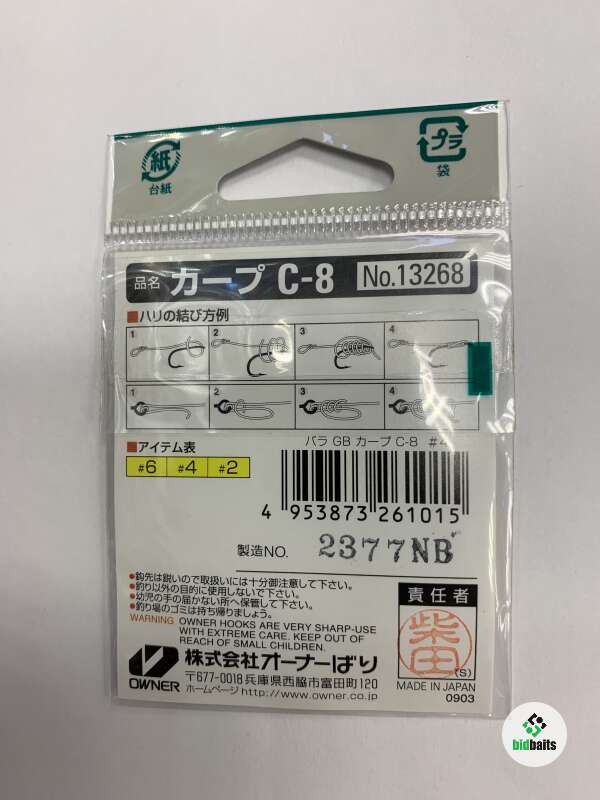 紙
台紙
プラ
袋
品名 カープ C-8 No.13268
■ハリの結び方例
1 2 3 4
1 2 3 4
■アイテム表
#6 #4 #2
バラ GB カープ C-8 #4
4 953873 261015
製造NO. 2377NB
●鈎先は鋭いので取扱いには十分御注意して下さい。
●釣り以外の目的に使用しないで下さい。
●幼児の手の届かない所へ保管して下さい。
●釣り場のゴミは持ち帰りましょう。
WARNING OWNER HOOKS ARE VERY SHARP-USE
WITH EXTREME CARE. KEEP OUT OF
REACH OF SMALL CHILDREN.
責任者
柴田
(S)
MADE IN JAPAN
0903
OWNER
株式会社オーナーばり
〒677-0018 兵庫県西脇市富田町120
ホームページ http://www.owner.co.jp
bidbaits